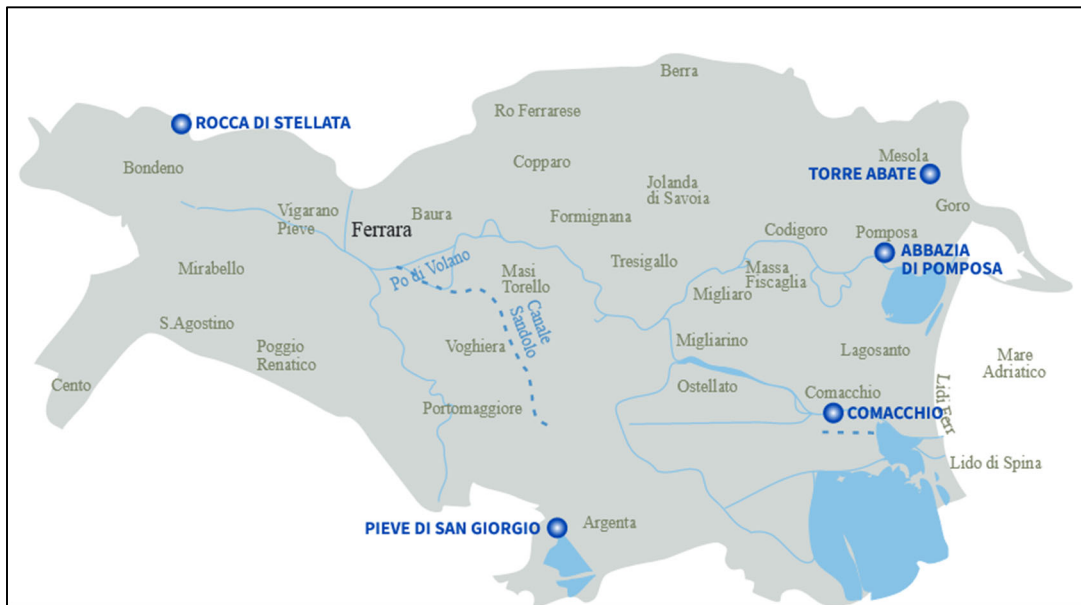 Berra
Ro Ferrarese
ROCCA DI STELLATA
Bondeno
Copparo
Mesola
TORRE ABATE
Jolanda
di Savoia
Vigarano
Pieve
Baura
Formignana
Goro
Ferrara
Codigoro
Pomposa
ABBAZIA
DI POMPOSA
Mirabello
Po di Volano
Masi
Torello
Tresigallo
Massa
Fiscaglia
Migliaro
S.Agostino
Canale
Sandolo
Voghiera
Migliarino
Poggio
Renatico
Lagosanto
Mare
Adriatico
Cento
Ostellato
Comacchio
COMACCHIO
Lidi Ferr
Portomaggiore
Lido di Spina
PIEVE DI SAN GIORGIO
Argenta